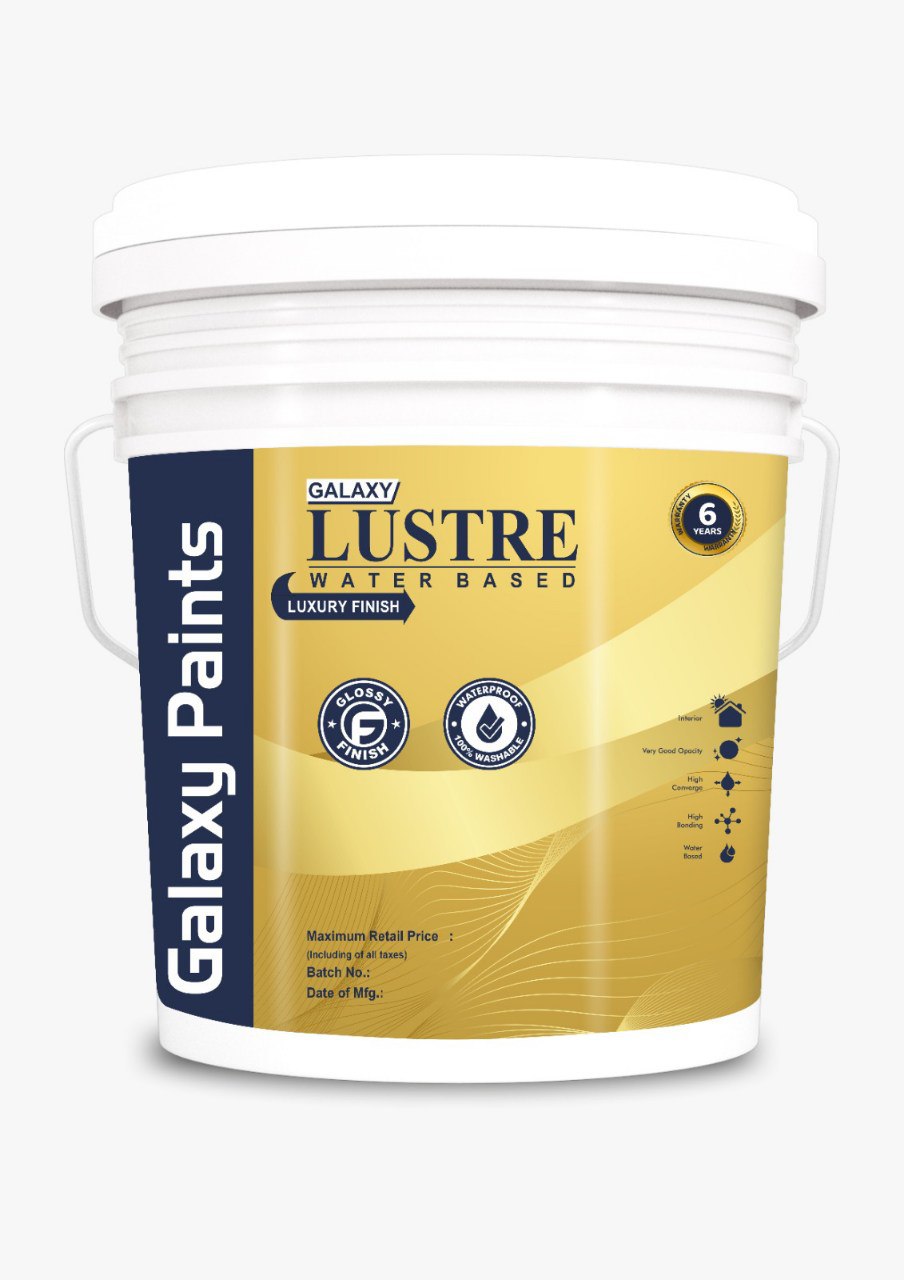 Galaxy Paints
GALAXY
LUSTRE
WATER BASED
LUXURY FINISH
WARRANTY
6
YEARS
WARRANTY
GLOSSY
FINISH
WATERPROOF
100% WASHABLE
Interior
Very Good Opacity
High
Converge
High
Bonding
Water
Based
Maximum Retail Price :
(Including of all taxes)
Batch No.:
Date of Mfg.: